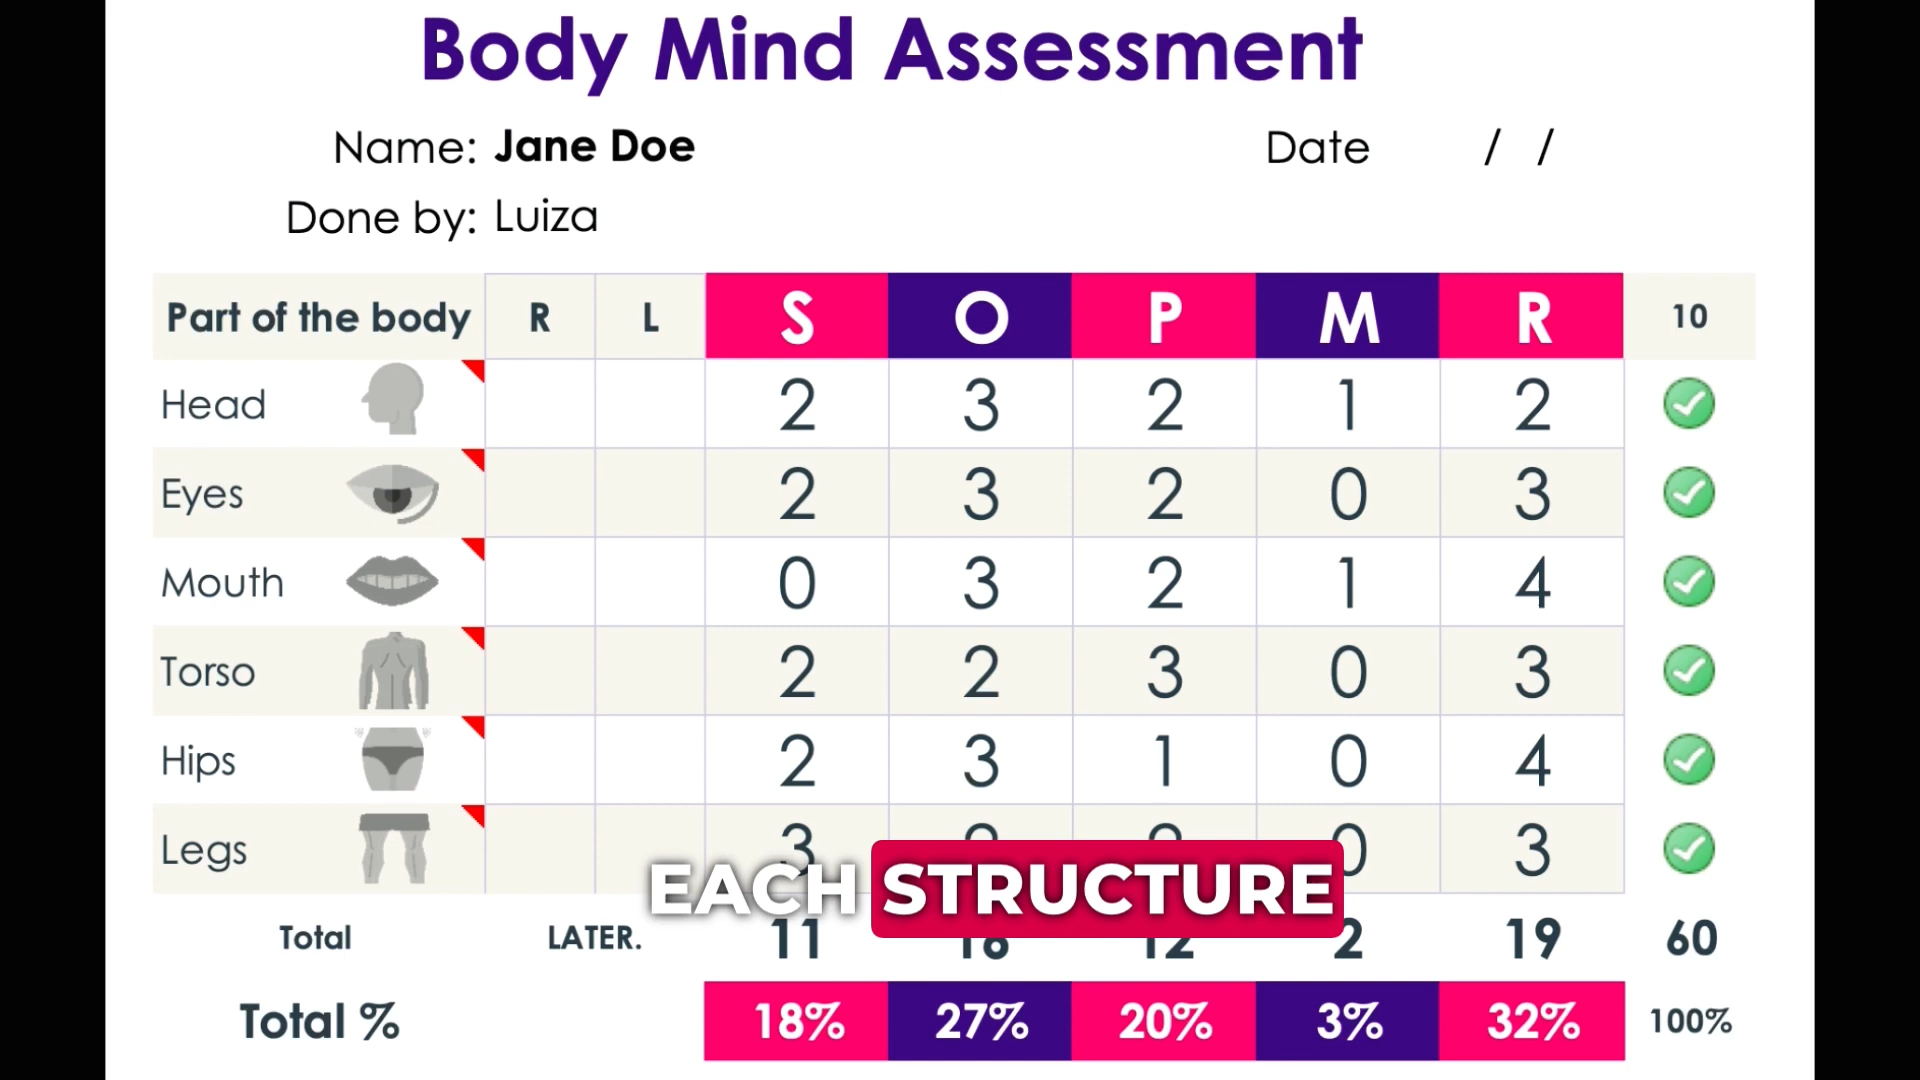 Body Mind Assessment
Name: Jane Doe Date / /
Done by: Luiza
Part of the body R L S O P M R 10
Head 2 3 2 1 2
Eyes 2 3 2 0 3
Mouth 0 3 2 1 4
Torso 2 2 3 0 3
Hips 2 3 1 0 4
Legs 3 0 3
EACH STRUCTURE
Total LATER. 11 12 2 19 60
Total % 18% 27% 20% 3% 32% 100%